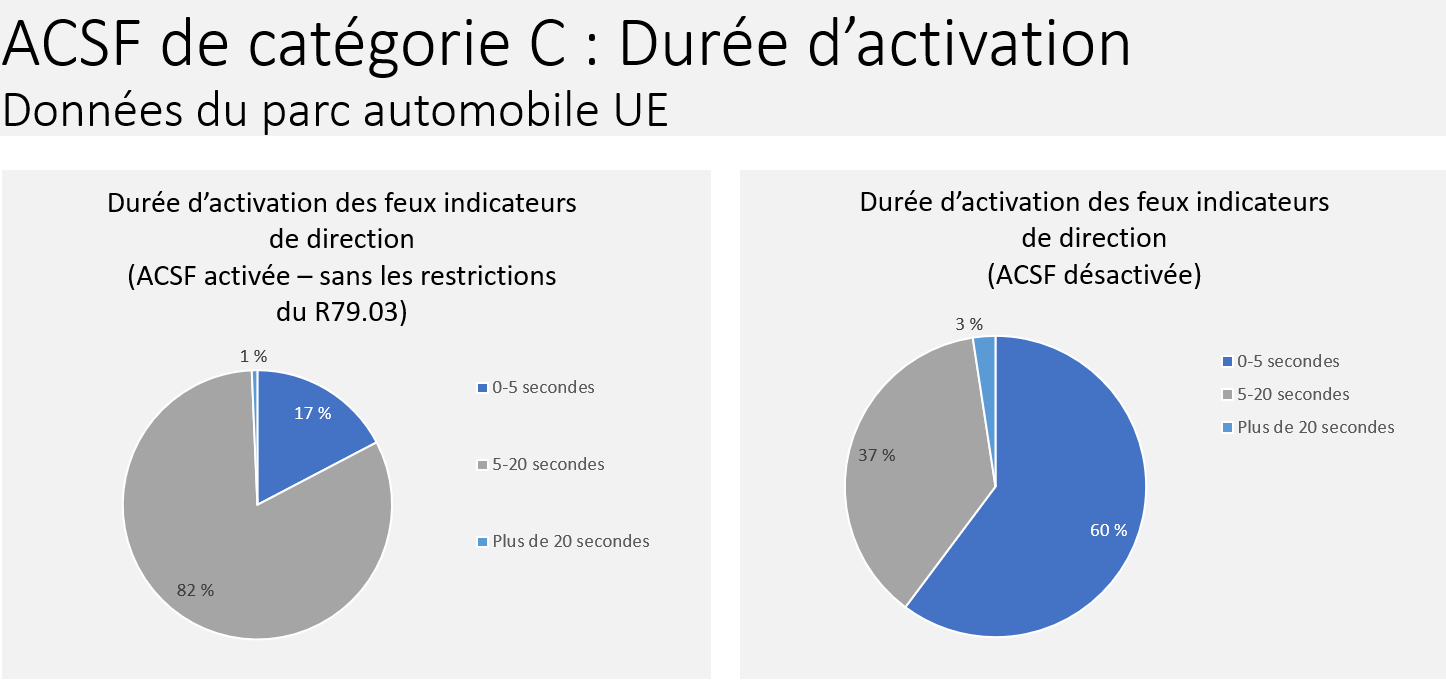 ACSF de catégorie C : Durée d’activation
Données du parc automobile UE
Durée d’activation des feux indicateurs
de direction
(ACSF activée – sans les restrictions
du R79.03)
1 %
17 %
82 %
0-5 secondes
5-20 secondes
Plus de 20 secondes
Durée d’activation des feux indicateurs
de direction
(ACSF désactivée)
3 %
37 %
60 %
0-5 secondes
5-20 secondes
Plus de 20 secondes